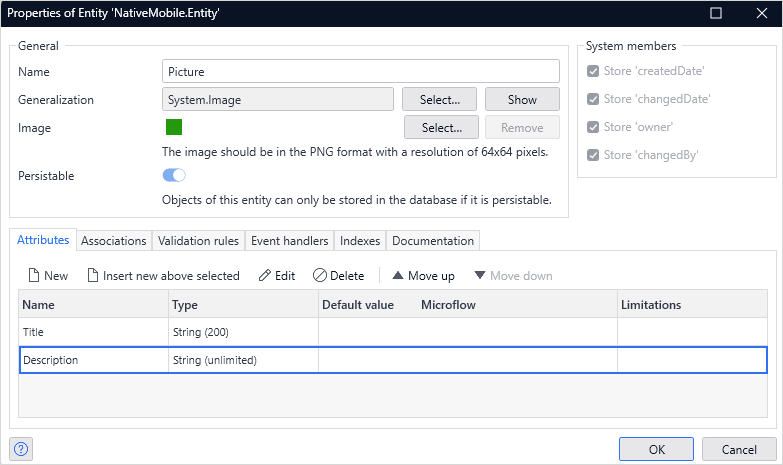 Properties of Entity 'NativeMobile.Entity'
General
Name
Picture
Generalization
System.Image
Select...
Show
Image
Select...
Remove
The image should be in the PNG format with a resolution of 64x64 pixels.
Persistable
Objects of this entity can only be stored in the database if it is persistable.
System members
Store 'createdDate'
Store 'changedDate'
Store 'owner'
Store 'changedBy'
Attributes Associations Validation rules Event handlers Indexes Documentation
New Insert new above selected Edit Delete Move up Move down
Name Type Default value Microflow Limitations
Title String (200)
Description String (unlimited)
?
OK
Cancel